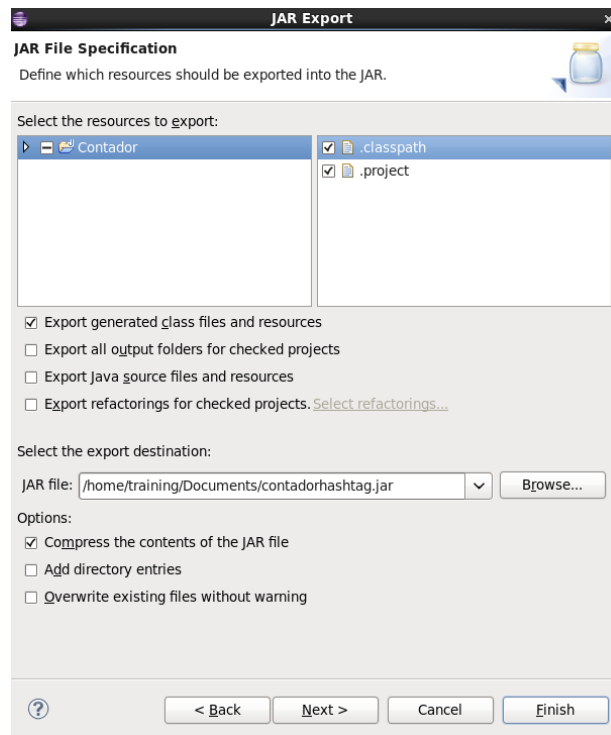 JAR Export
JAR File Specification
Define which resources should be exported into the JAR.
Select the resources to export:
Contador
.classpath
.project
Export generated class files and resources
Export all output folders for checked projects
Export Java source files and resources
Export refactorings for checked projects. Select refactorings...
Select the export destination:
JAR file: /home/training/Documents/contadorhashtag.jar Browse...
Options:
Compress the contents of the JAR file
Add directory entries
Overwrite existing files without warning
? < Back Next > Cancel Finish